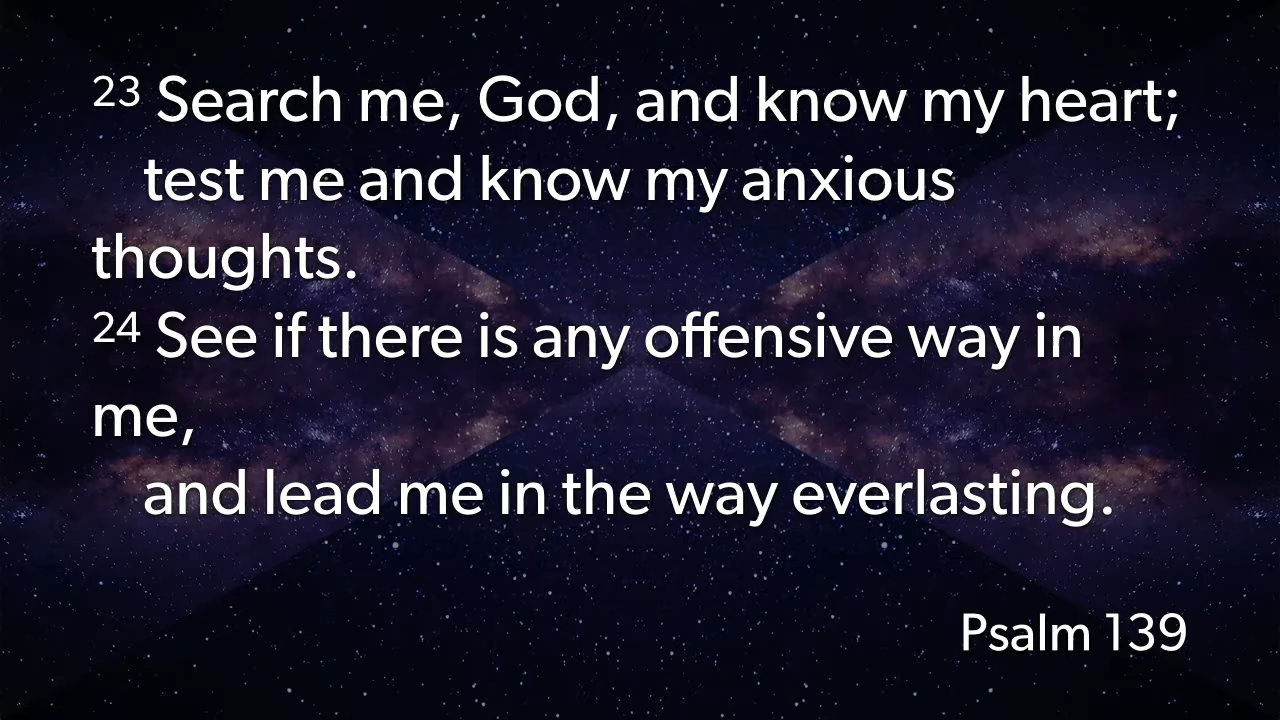 23 Search me, God, and know my heart;
test me and know my anxious
thoughts.
24 See if there is any offensive way in
me,
and lead me in the way everlasting.
Psalm 139